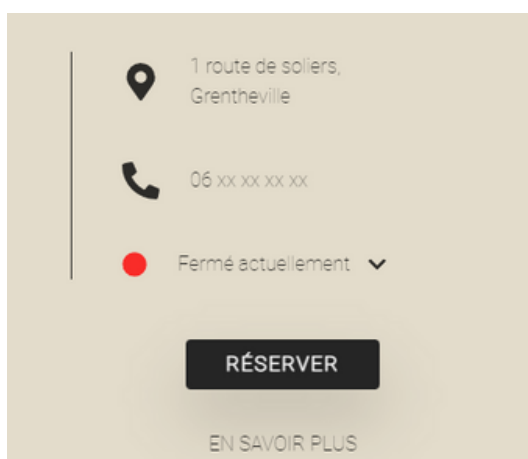 1 route de soliers,
Grentheville
06 xx xx xx xx
Fermé actuellement
RÉSERVER
EN SAVOIR PLUS